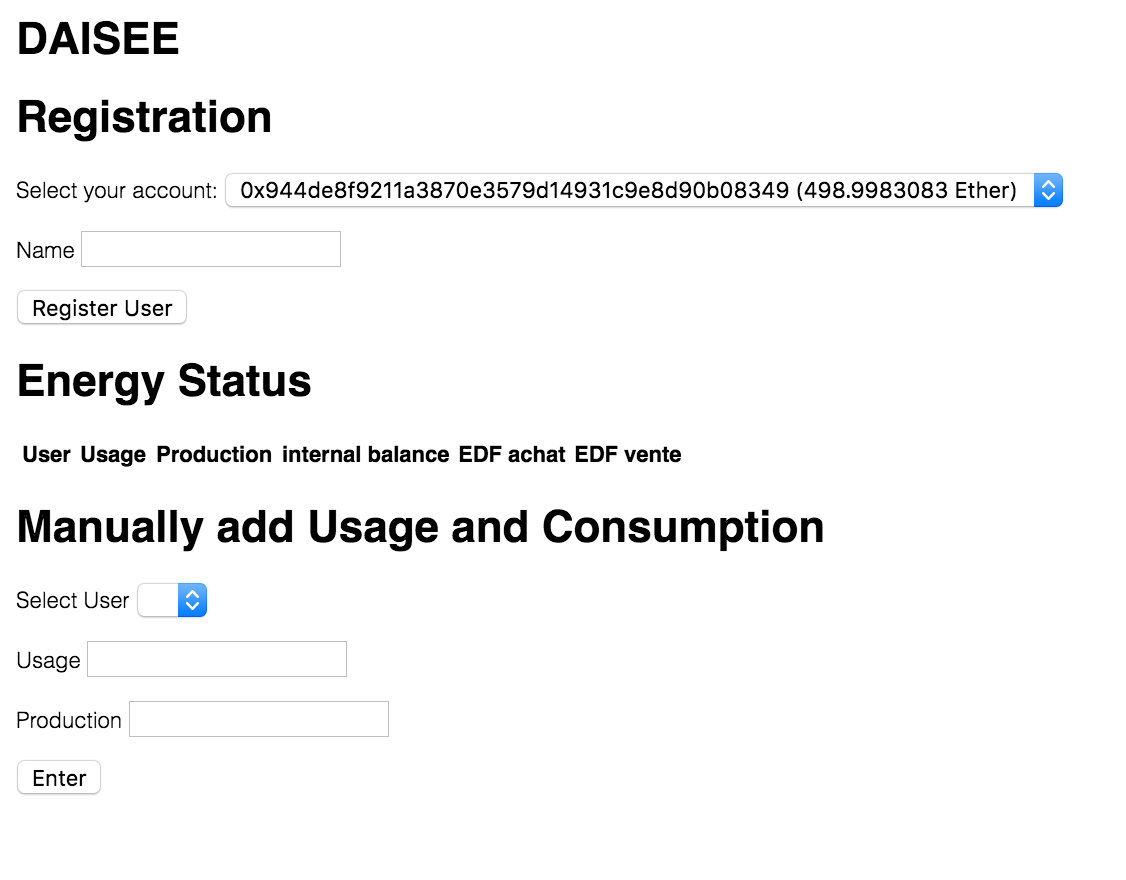 DAISEE
Registration
Select your account: 0x944de8f9211a3870e3579d14931c9e8d90b08349 (498.9983083 Ether)
Name
Register User
Energy Status
User Usage Production internal balance EDF achat EDF vente
Manually add Usage and Consumption
Select User
Usage
Production
Enter